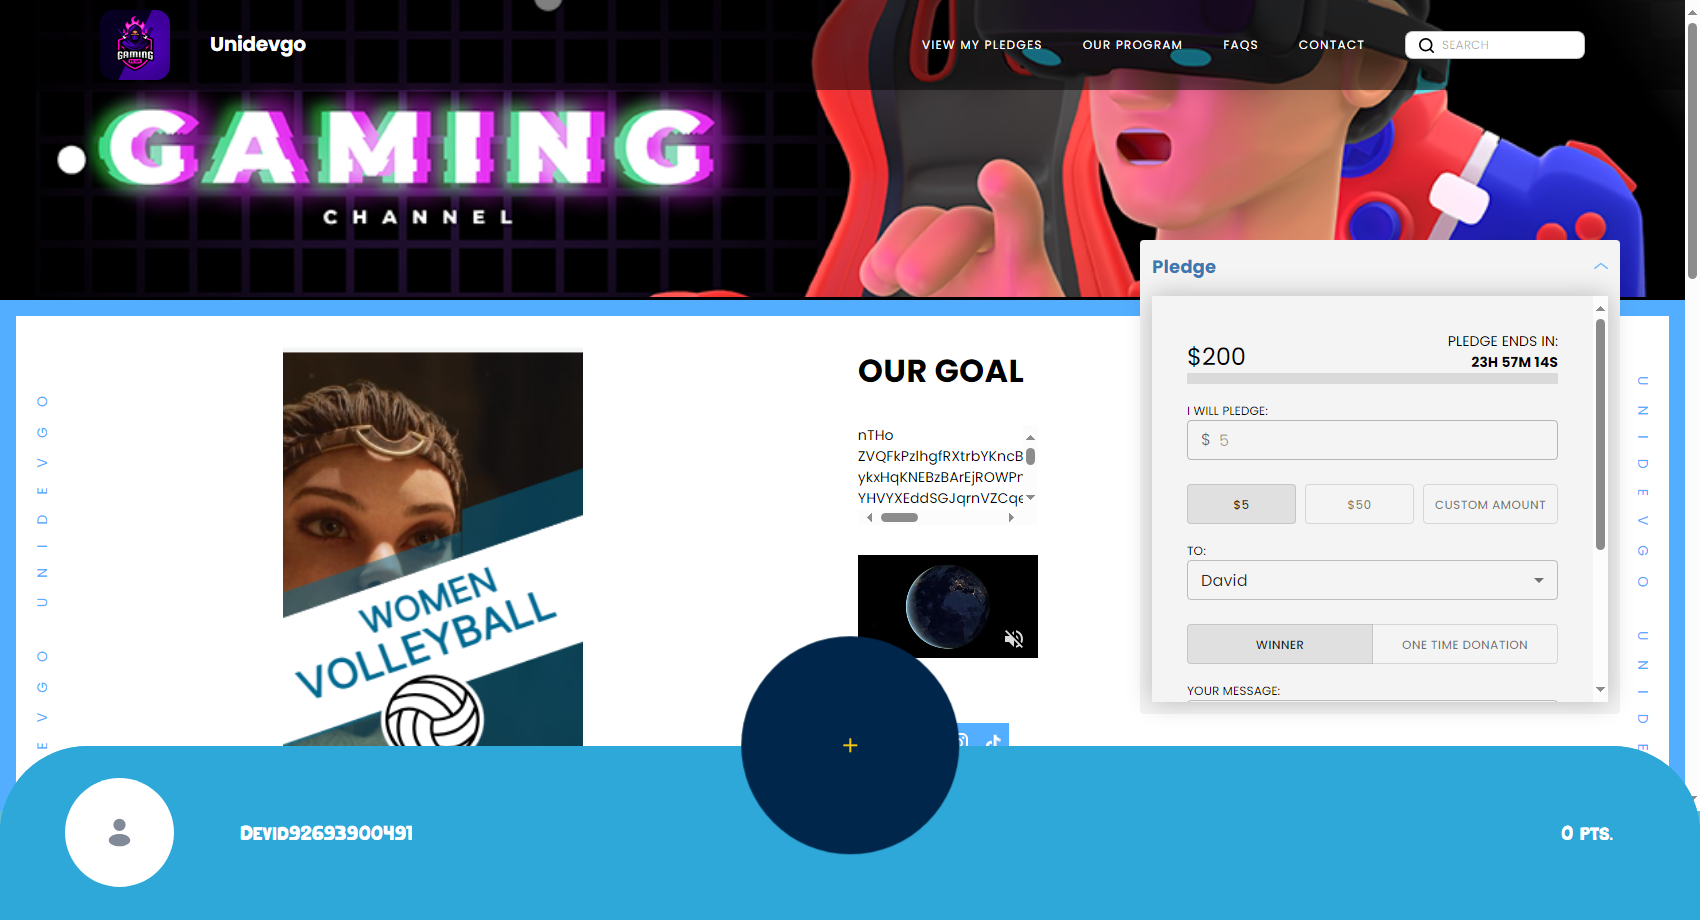 GAMING
Unidevgo
VIEW MY PLEDGES
OUR PROGRAM
FAQS
CONTACT
SEARCH
GAMING
CHANNEL
Pledge
$200
PLEDGE ENDS IN:
23H 57M 14S
I WILL PLEDGE:
$ 5
$5
$50
CUSTOM AMOUNT
TO:
David
WINNER
ONE TIME DONATION
YOUR MESSAGE:
WOMEN
VOLLEYBALL
OUR GOAL
nTHo
ZVQFkPzlhgfRXtrbYKncB
ykxHqKNEBzBArEjROWPr
YHVYXEddSGJqrnVZCqe
UNIDEVGO
UNIDEVGO
UNIDE
EVGO
Devid92693900491
+
0 PTS.